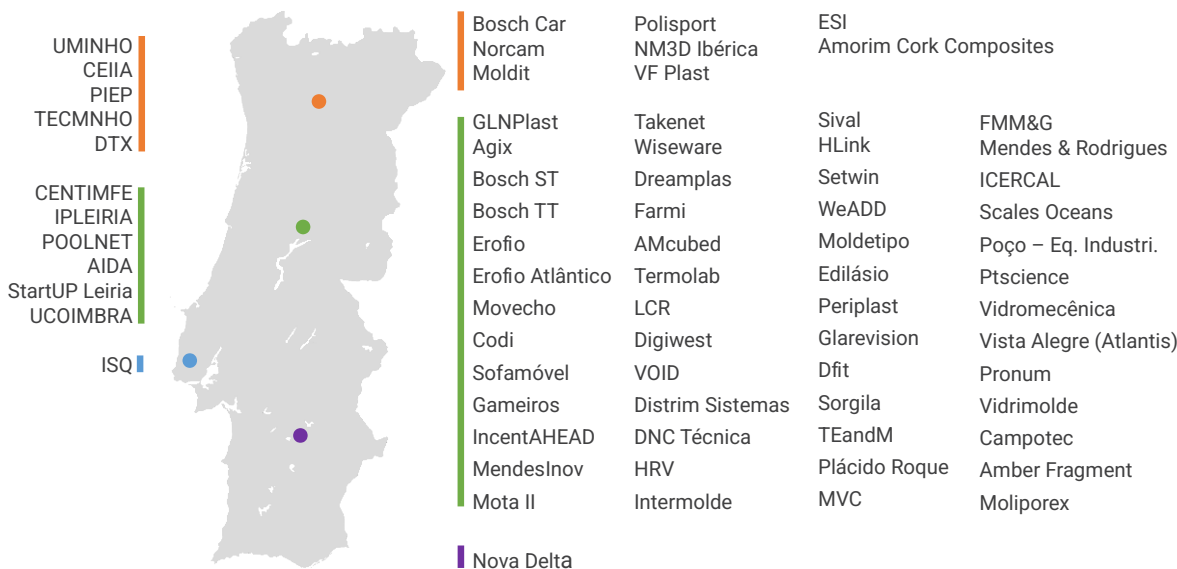 UMINHO
CEIIA
PIEP
TECMNHO
DTX
CENTIMFE
IPLEIRIA
POOLNET
AIDA
StartUP Leiria
UCOIMBRA
ISQ
Bosch Car Polisport ESI
Norcam NM3D Ibérica Amorim Cork Composites
Moldit VF Plast
GLNPlast Takenet Sival FMM&G
Agix Wiseware HLink Mendes & Rodrigues
Bosch ST Dreamplas Setwin ICERCAL
Bosch TT Farmi WeADD Scales Oceans
Erofio AMcubed Moldetipo Poço – Eq. Industri.
Erofio Atlântico Termolab Edilásio Ptscience
Movecho LCR Periplast Vidromecênica
Codi Digiwest Glarevision Vista Alegre (Atlantis)
Sofamóvel VOID Dfit Pronum
Gameiros Distrim Sistemas Sorgila Vidrimolde
IncentAHEAD DNC Técnica TEandM Campotec
MendesInov HRV Plácido Roque Amber Fragment
Mota II Intermolde MVC Moliporex
Nova Delta